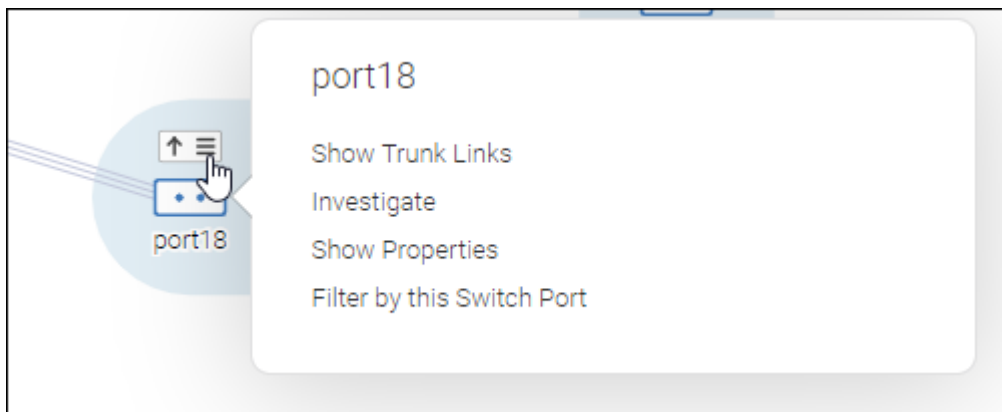 port18
Show Trunk Links
Investigate
port18
Show Properties
Filter by this Switch Port